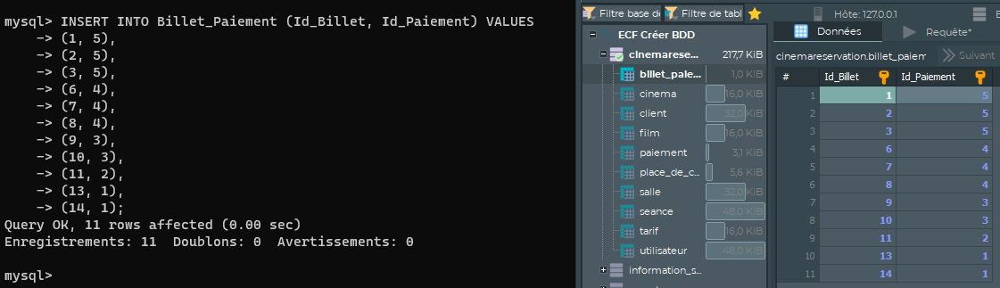 mysql> INSERT INTO Billet_Paiement (Id_Billet, Id_Paiement) VALUES
-> (1, 5),
-> (2, 5),
-> (3, 5),
-> (6, 4),
-> (7, 4),
-> (8, 4),
-> (9, 3),
-> (10, 3),
-> (11, 2),
-> (13, 1),
-> (14, 1);
Query OK, 11 rows affected (0.00 sec)
Enregistrements: 11  Doublons: 0  Avertissements: 0
mysql>
Filtre base de
Filtre de tabl
ECF Créer BDD
cinemarese... 217,7 KiB
billet_paie... 1,0 KiB
cinema 16,0 KiB
client 32,0 KiB
film 16,0 KiB
paiement 3,1 KiB
place_de_c... 5,6 KiB
salle 32,0 KiB
seance 48,0 KiB
tarif 16,0 KiB
utilisateur 48,0 KiB
information_s...
Hôte: 127.0.0.1
Données Requête*
cinemareservation.billet_paiem Suivant
# Id_Billet Id_Paiement
1 1 5
2 2 5
3 3 5
4 6 4
5 7 4
6 8 4
7 9 3
8 10 3
9 11 2
10 13 1
11 14 1